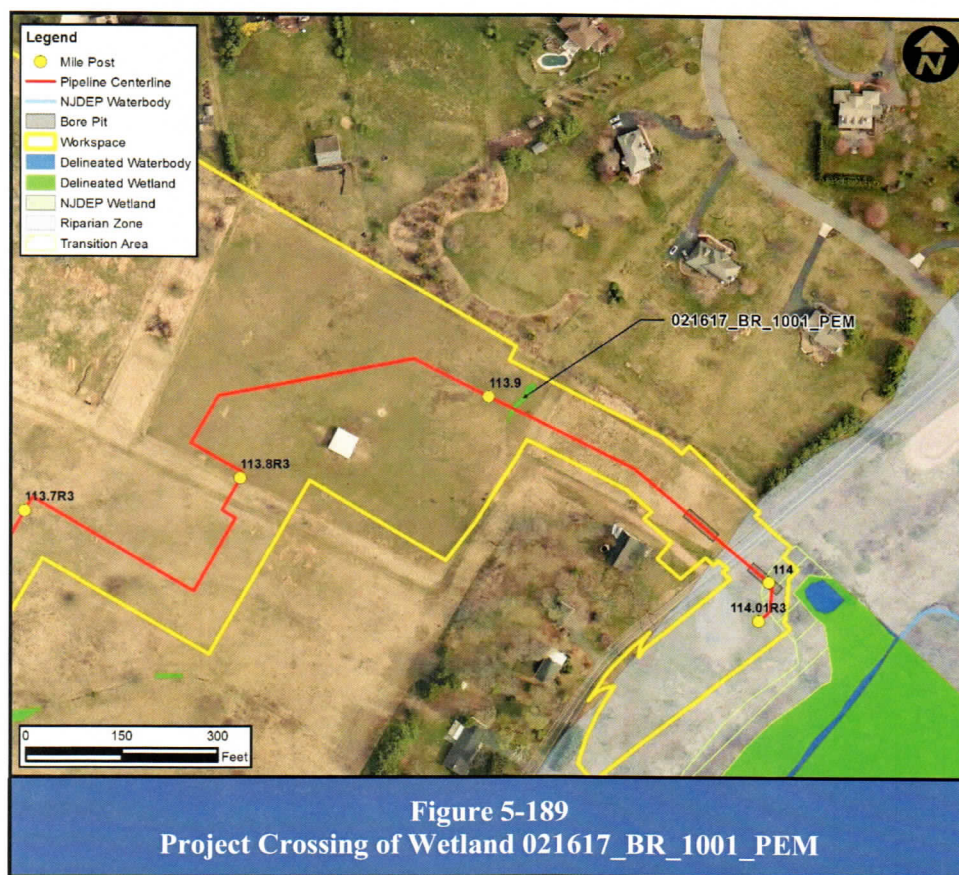 Legend
Mile Post
Pipeline Centerline
NJDEP Waterbody
Bore Pit
Workspace
Delineated Waterbody
Delineated Wetland
NJDEP Wetland
Riparian Zone
Transition Area
N
021617_BR_1001_PEM
113.9
113.8R3
113.7R3
114
114.01R3
0 150 300
Feet
Figure 5-189
Project Crossing of Wetland 021617_BR_1001_PEM